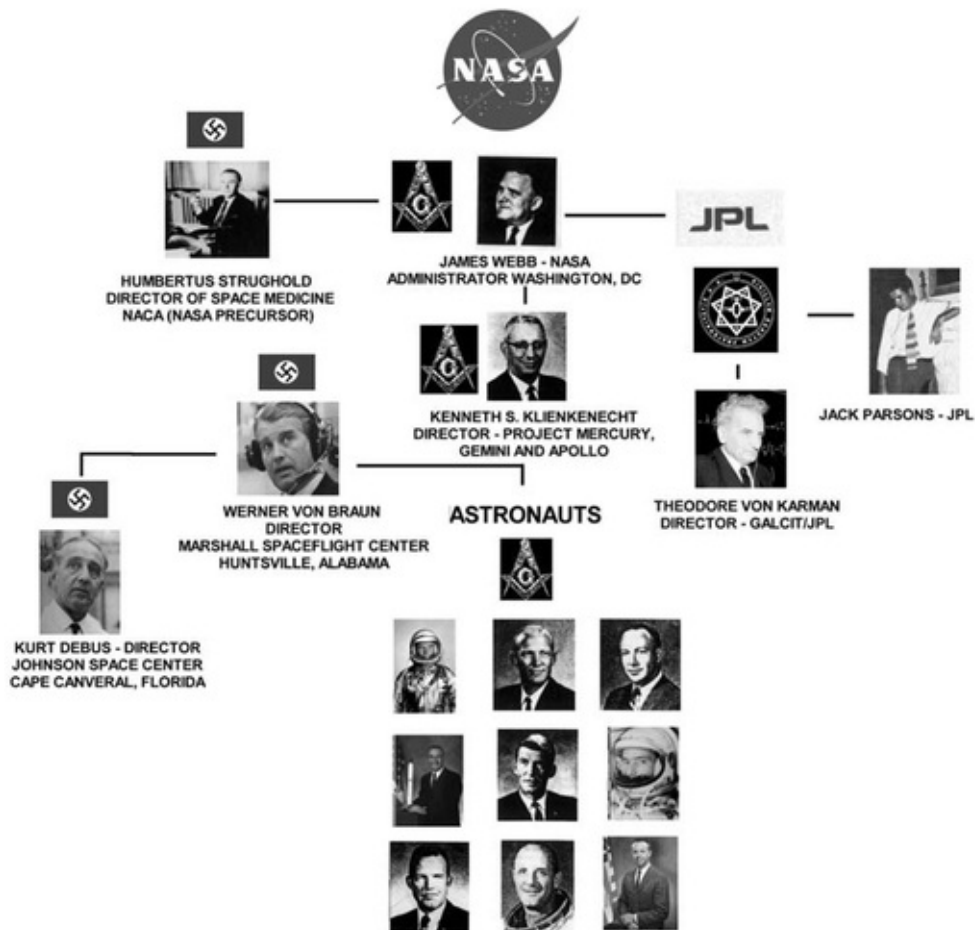 NASA
JPL
JAMES WEBB - NASA
ADMINISTRATOR WASHINGTON, DC
HUMBERTUS STRUGHOLD
DIRECTOR OF SPACE MEDICINE
NACA (NASA PRECURSOR)
KENNETH S. KLIENKENECHT
DIRECTOR - PROJECT MERCURY,
GEMINI AND APOLLO
JACK PARSONS - JPL
WERNER VON BRAUN
DIRECTOR
MARSHALL SPACEFLIGHT CENTER
HUNTSVILLE, ALABAMA
THEODORE VON KARMAN
DIRECTOR - GALCIT/JPL
ASTRONAUTS
KURT DEBUS - DIRECTOR
JOHNSON SPACE CENTER
CAPE CANVERAL, FLORIDA
G
G
G